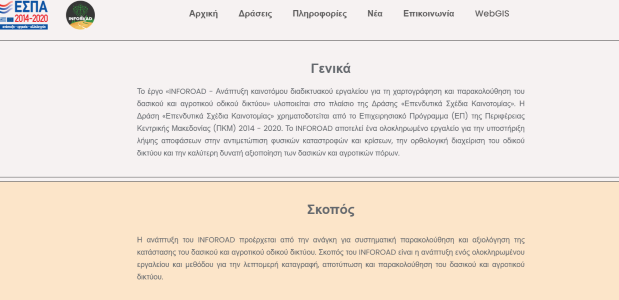 ΕΣΠΑ
2014-2020
INFOROAD
Αρχική Δράσεις Πληροφορίες Νέα Επικοινωνία WebGIS
Γενικά
Το έργο «INFOROAD - Ανάπτυξη καινοτόμου διαδικτυακού εργαλείου για τη χαρτογράφηση και παρακολούθηση του
δασικού και αγροτικού οδικού δικτύου» υλοποιείται στο πλαίσιο της Δράσης «Επενδυτικά Σχέδια Καινοτομίας». Η
Δράση «Επενδυτικά Σχέδια Καινοτομίας» χρηματοδοτείται από το Επιχειρησιακό Πρόγραμμα (ΕΠ) της Περιφέρειας
Κεντρικής Μακεδονίας (ΠΚΜ) 2014 - 2020. Το INFOROAD αποτελεί ένα ολοκληρωμένο εργαλείο για την υποστήριξη
λήψης αποφάσεων στην αντιμετώπιση φυσικών καταστροφών και κρίσεων, την ορθολογική διαχείριση του οδικού
δικτύου και την καλύτερη δυνατή αξιοποίηση των δασικών και αγροτικών πόρων.
Σκοπός
Η ανάπτυξη του INFOROAD προέρχεται από την ανάγκη για συστηματική παρακολούθηση και αξιολόγηση της
κατάστασης του δασικού και αγροτικού οδικού δικτύου. Σκοπός του INFOROAD είναι η ανάπτυξη ενός ολοκληρωμένου
εργαλείου και μεθόδου για την λεπτομερή καταγραφή, αποτύπωση και παρακολούθηση του δασικού και αγροτικού
δικτύου.